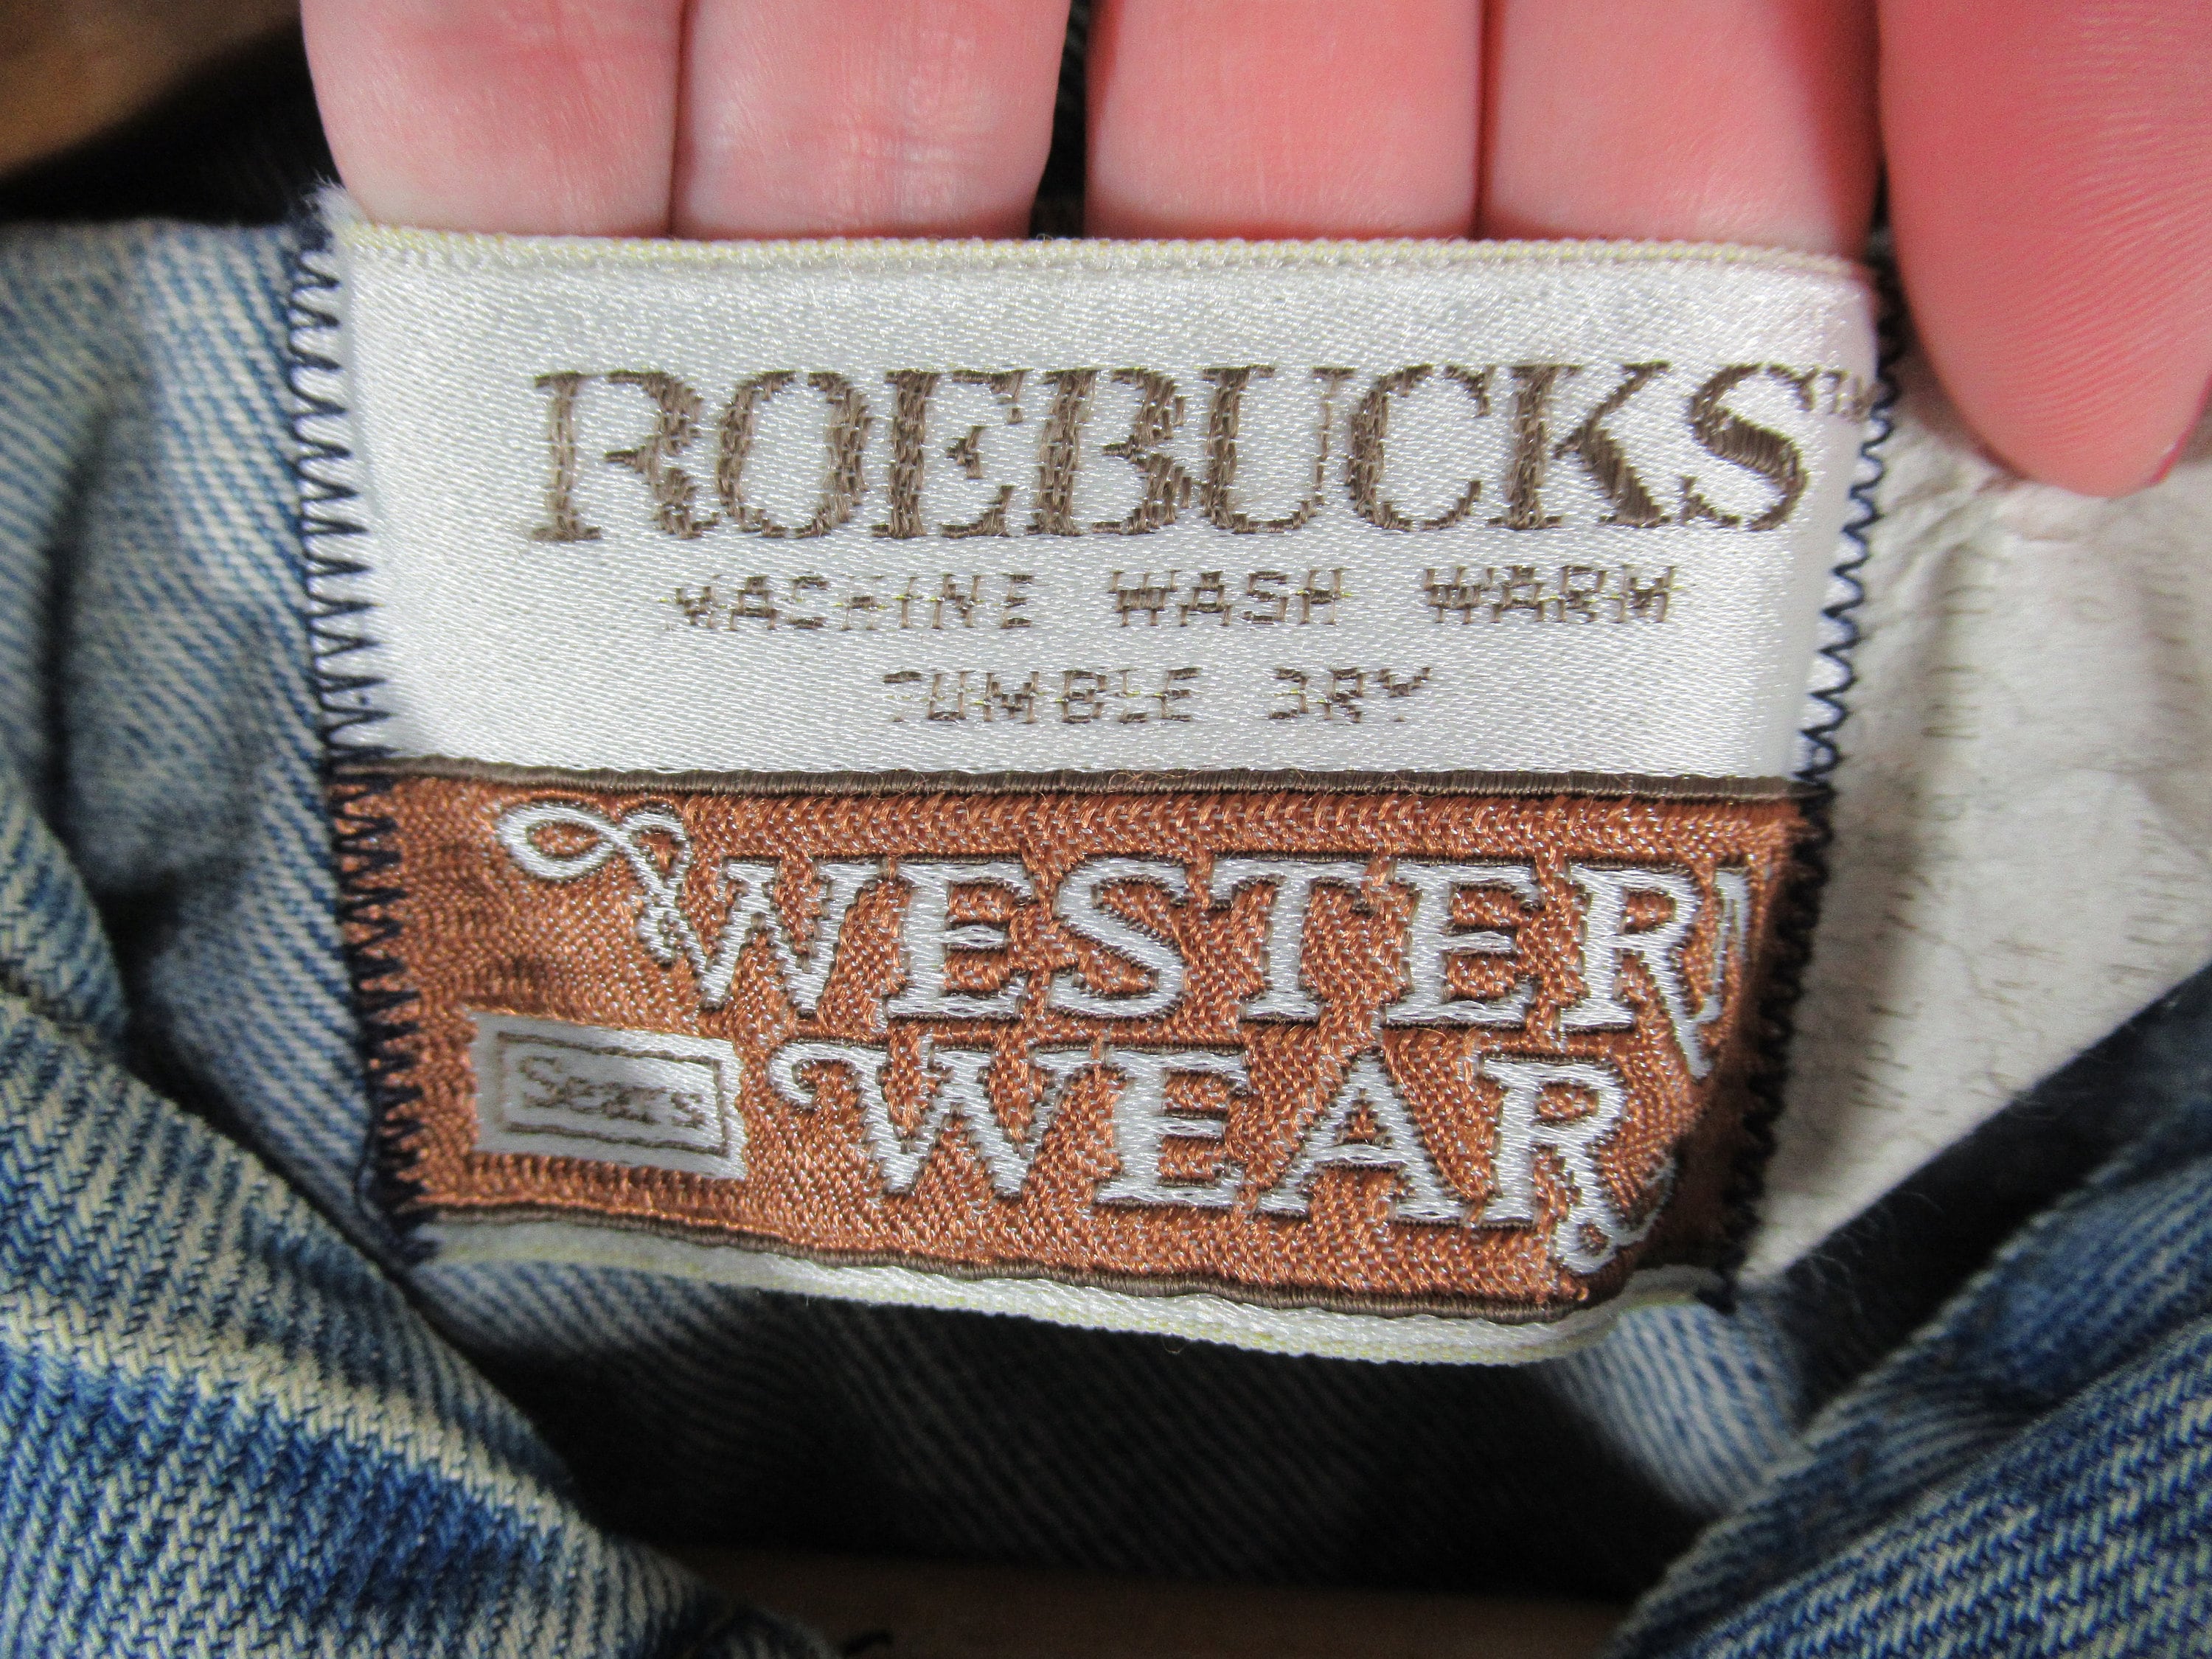 ROEBUCKS™
MACHINE WASH WARM
TUMBLE DRY
WESTERN
Sears
WEAR